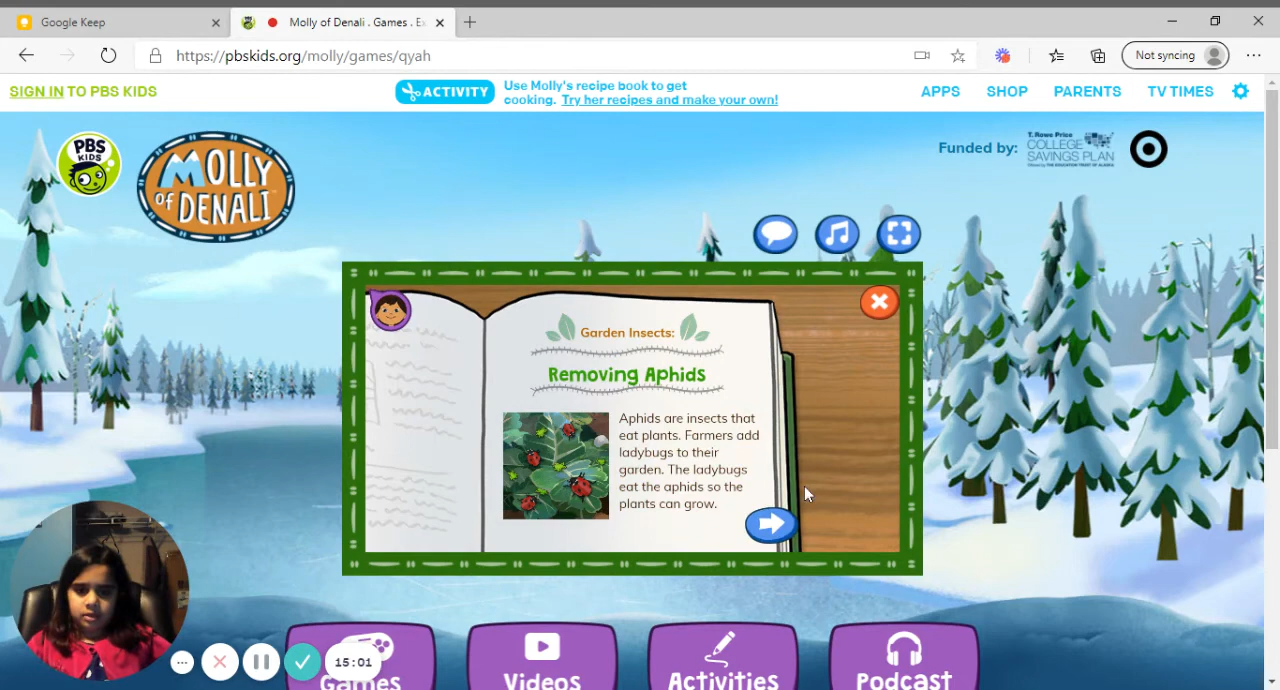 Google Keep
Molly of Denali . Games . Ex
https://pbskids.org/molly/games/qyah
Not syncing
SIGN IN TO PBS KIDS
ACTIVITY
Use Molly's recipe book to get
cooking. Try her recipes and make your own!
APPS
SHOP
PARENTS
TV TIMES
PBS
KIDS
MOLLY
OF DENALI
Funded by:
T. Rowe Price
COLLEGE
SAVINGS PLAN
Garden Insects:
Removing Aphids
Aphids are insects that
eat plants. Farmers add
ladybugs to their
garden. The ladybugs
eat the aphids so the
plants can grow.
15:01
Games
Videos
Activities
Podcast